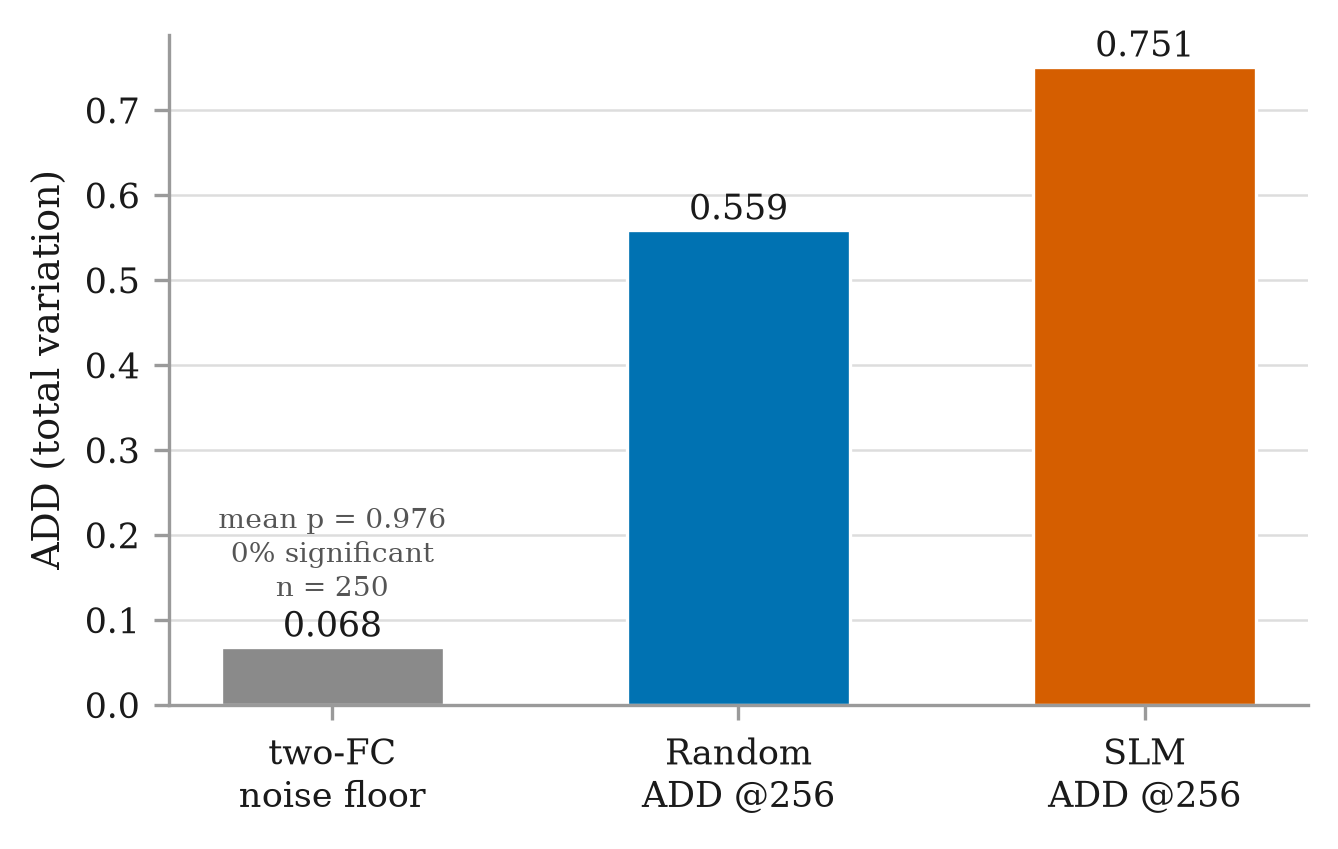 0.751
0.7
0.6
0.559
0.5
0.4
0.3
mean p = 0.976
0.2
0% significant
n = 250
0.1
0.068
0.0
ADD (total variation)
two-FC
noise floor
Random
ADD @256
SLM
ADD @256